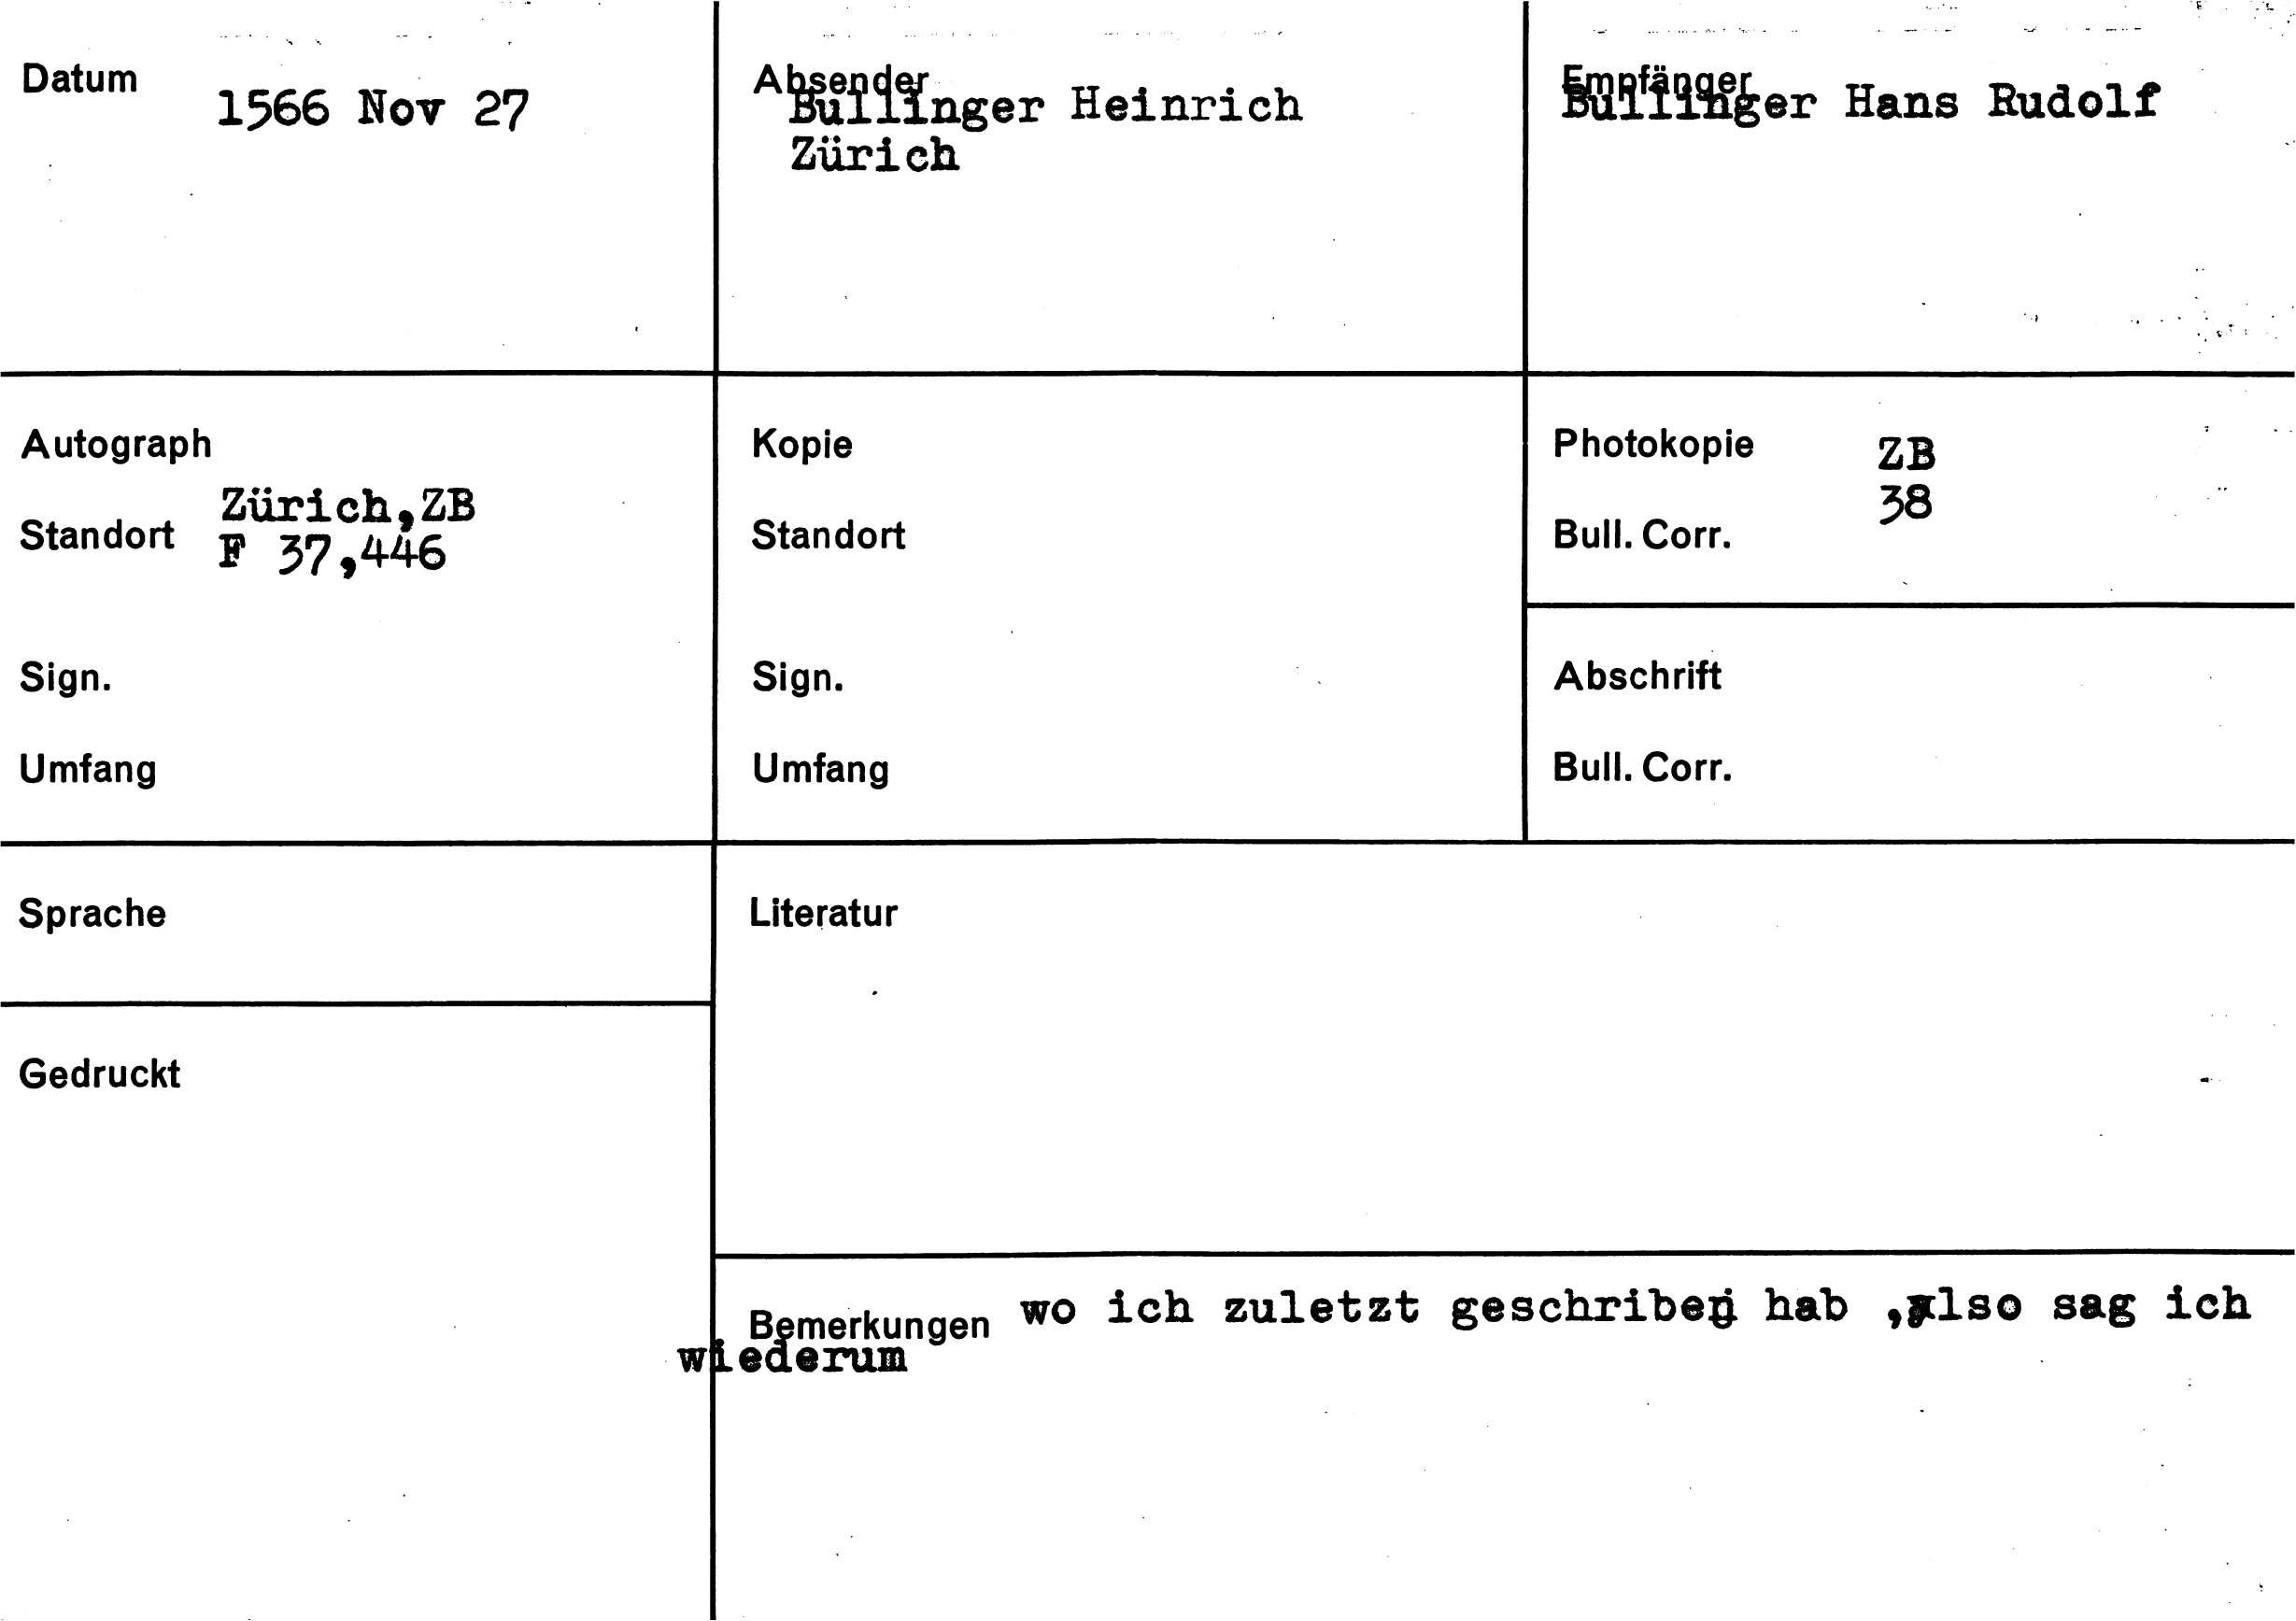 Datum 1566 Nov 27
Absender
Bullinger Heinrich
Zürich
Empfänger
Bullinger Hans Rudolf
Autograph
Standort Zürich,ZB
F 37,446
Sign.
Umfang
Kopie
Standort
Sign.
Umfang
Photokopie ZB
38
Bull. Corr.
Abschrift
Bull. Corr.
Sprache
Literatur
Gedruckt
Bemerkungen wo ich zuletzt geschriben hab ,also sag ich
wiederum